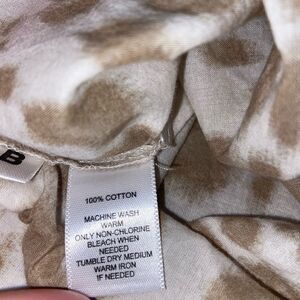 B
100% COTTON
MACHINE WASH
WARM
ONLY NON-CHLORINE
BLEACH WHEN
NEEDED
TUMBLE DRY MEDIUM
WARM IRON
IF NEEDED